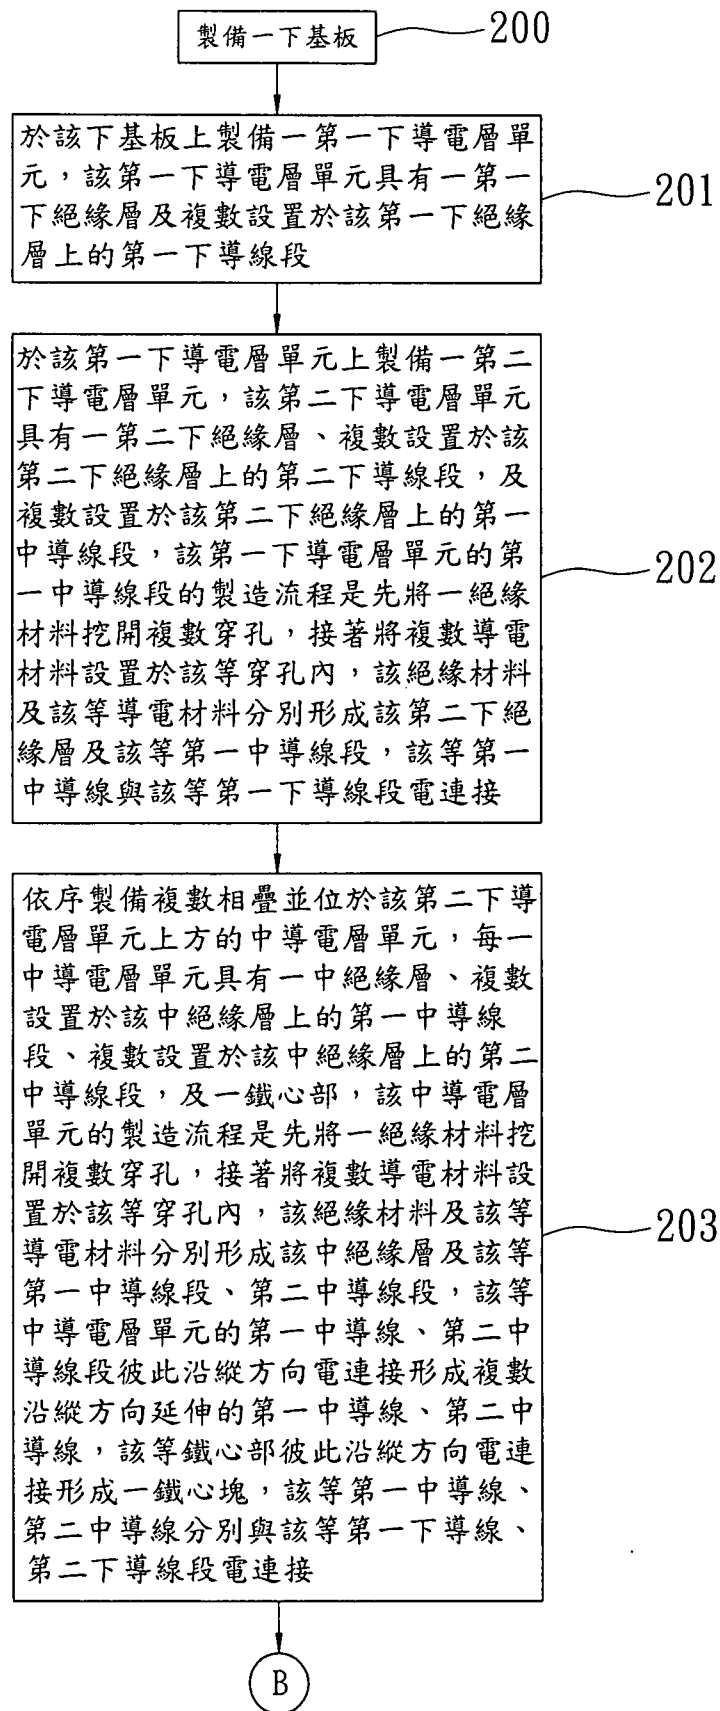 製備一下基板
200
於該下基板上製備一第一下導電層單
元，該第一下導電層單元具有一第一
下絕緣層及複數設置於該第一下絕緣
層上的第一下導線段
201
於該第一下導電層單元上製備一第二
下導電層單元，該第二下導電層單元
具有一第二下絕緣層、複數設置於該
第二下絕緣層上的第二下導線段，及
複數設置於該第二下絕緣層上的第一
中導線段，該第一下導電層單元的第
一中導線段的製造流程是先將一絕緣
材料挖開複數穿孔，接著將複數導電
材料設置於該等穿孔內，該絕緣材料
及該等導電材料分別形成該第二下絕
緣層及該等第一中導線段，該等第一
中導線與該等第一下導線段電連接
202
依序製備複數相疊並位於該第二下導
電層單元上方的中導電層單元，每一
中導電層單元具有一中絕緣層、複數
設置於該中絕緣層上的第一中導線
段、複數設置於該中絕緣層上的第二
中導線段，及一鐵心部，該中導電層
單元的製造流程是先將一絕緣材料挖
開複數穿孔，接著將複數導電材料設
置於該等穿孔內，該絕緣材料及該等
導電材料分別形成該中絕緣層及該等
第一中導線段、第二中導線段，該等
中導電層單元的第一中導線、第二中
導線段彼此沿縱方向電連接形成複數
沿縱方向延伸的第一中導線、第二中
導線，該等鐵心部彼此沿縱方向電連
接形成一鐵心塊，該等第一中導線、
第二中導線分別與該等第一下導線、
第二下導線段電連接
203
B